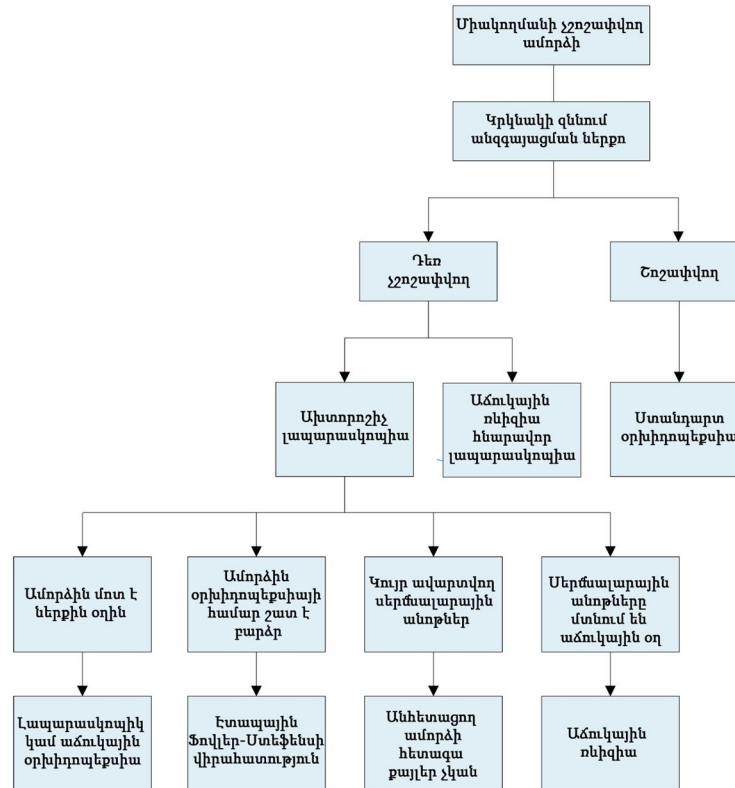 Միակողմանի չշոշափվող
ամորձի
Կրկնակի զննում
անզգայացման ներքո
Դեռ
չշոշափվող
Շոշափվող
Ախտորոշիչ
լապարասկոպիա
Աճուկային
ռևիզիա
հնարավոր
լապարասկոպիա
Ստանդարտ
օրխիդոպեքսիա
Ամորձին մոտ է
ներքին օղին
Ամորձին
օրխիդոպեքսիայի
համար շատ է
բարձր
Կույր ավարտվող
սերմնալարային
անոթներ
Սերմնալարային
անոթները
մտնում են
աճուկային օղ
Լապարասկոպիկ
կամ աճուկային
օրխիդոպեքսիա
Էտապային
Ֆովլեր-Ստեֆենսի
վիրահատություն
Անհետացող
ամորձի
հետագա
քայլեր չկան
Աճուկային
ռևիզիա